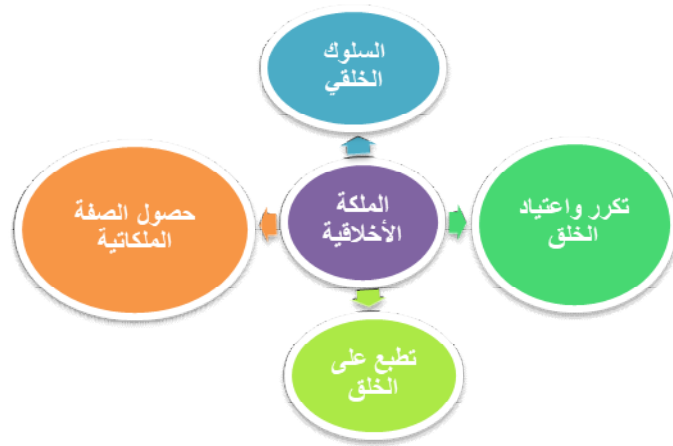 السلوك
الخلقي
تكرر واعتياد
الخلق
الملكة
الأخلاقية
حصول الصفة
الملكاتية
تطبع على
الخلق